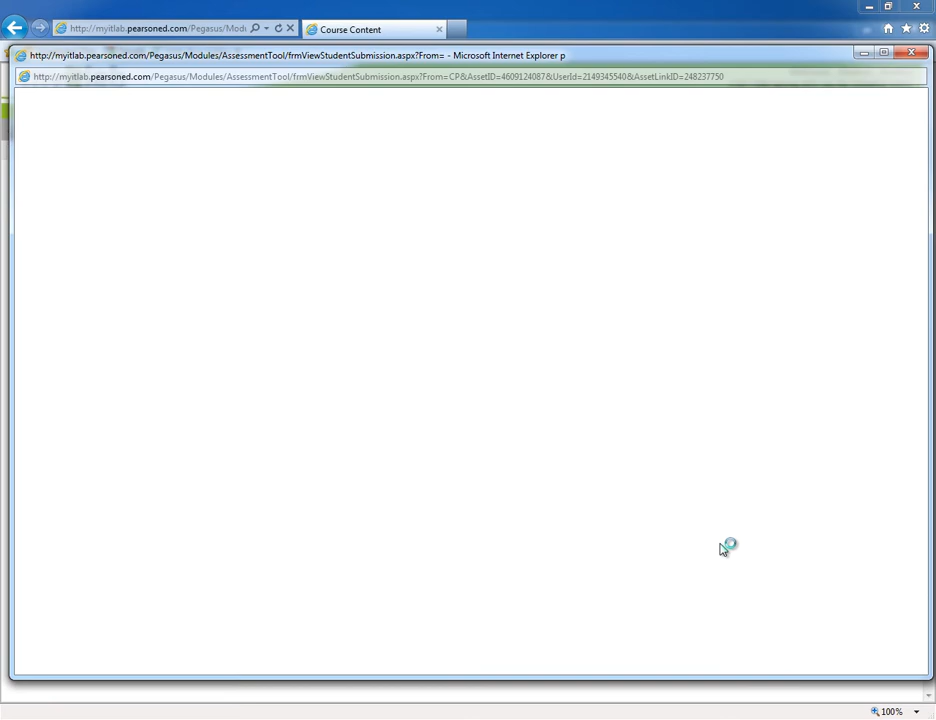 http://myitlab.pearsoned.com/Pegasus/Modu
Course Content
http://myitlab.pearsoned.com/Pegasus/Modules/AssessmentTool/frmViewStudentSubmission.aspx?From= - Microsoft Internet Explorer p
http://myitlab.pearsoned.com/Pegasus/Modules/AssessmentTool/frmViewStudentSubmission.aspx?From=CP&AssetID=4609124087&UserId=2149345540&AssetLinkID=248237750
100%